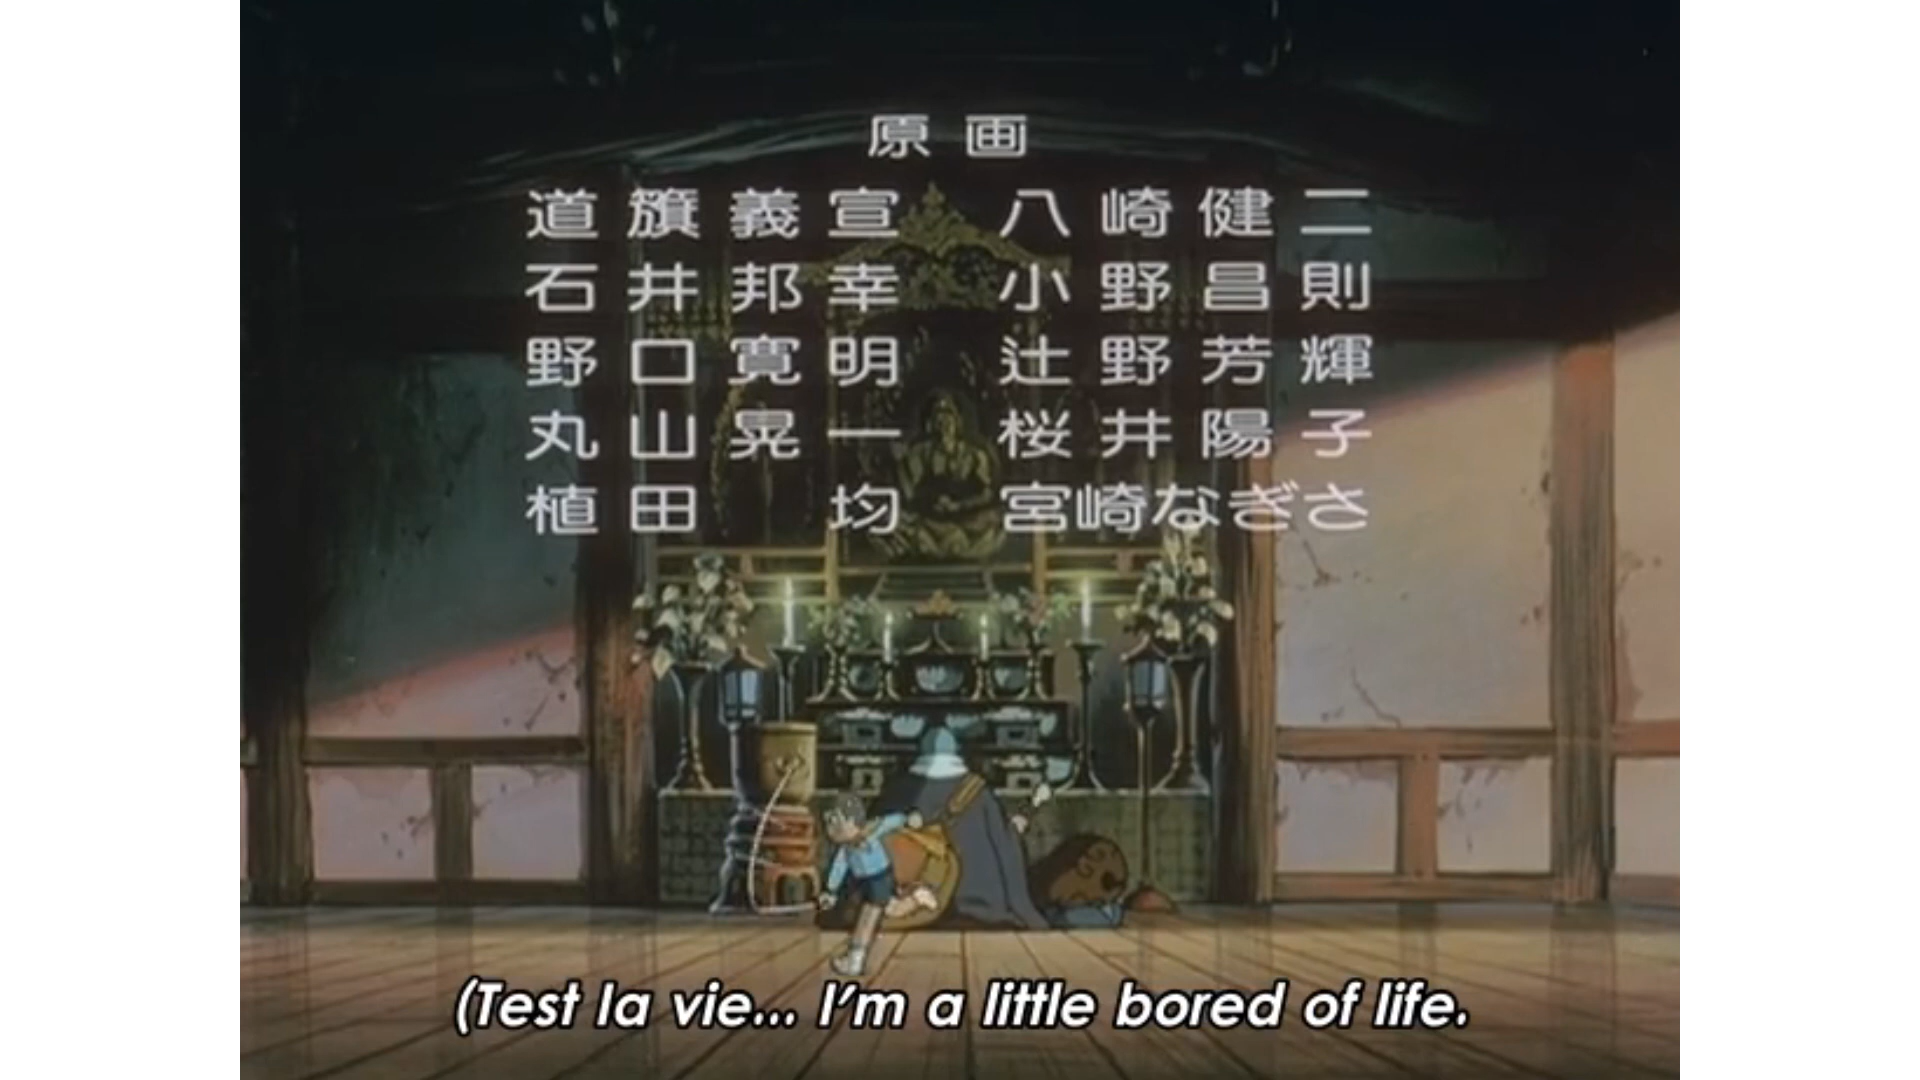 原画
道籏義宣 八崎健二
石井邦幸 小野昌則
野口寛明 辻野芳輝
丸山晃一 桜井陽子
植田均 宮崎なぎさ
(Test la vie... I'm a little bored of life.